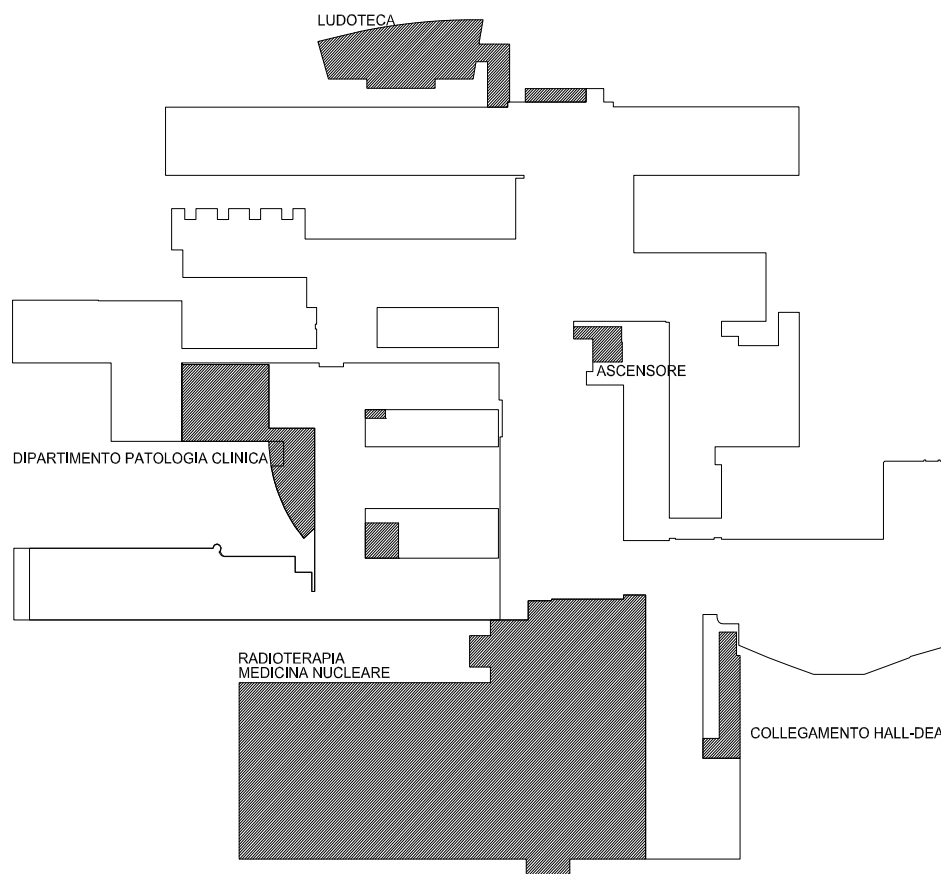 LUDOTECA
ASCENSORE
DIPARTIMENTO PATOLOGIA CLINICA
RADIOTERAPIA
MEDICINA NUCLEARE
COLLEGAMENTO HALL-DEA